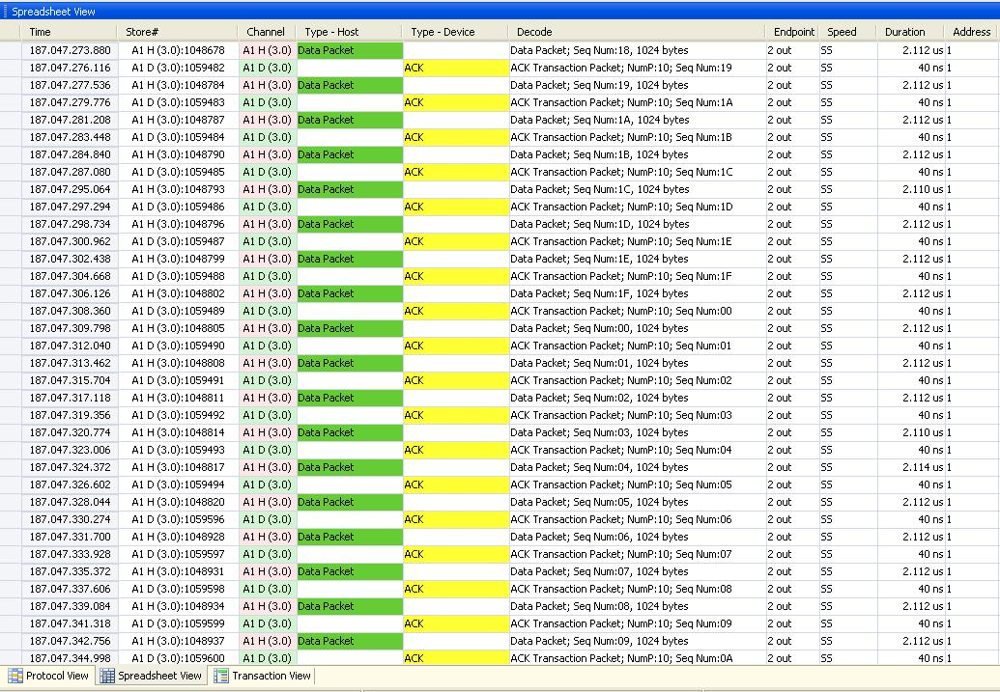 Spreadsheet View
Time Store# Channel Type - Host Type - Device Decode Endpoint Speed Duration Address
187.047.273.880 A1 H (3.0):1048678 A1 H (3.0) Data Packet Data Packet; Seq Num:18, 1024 bytes 2 out SS 2.112 us 1
187.047.276.116 A1 D (3.0):1059482 A1 D (3.0) ACK ACK Transaction Packet; NumP:10; Seq Num:19 2 out SS 40 ns 1
187.047.277.536 A1 H (3.0):1048784 A1 H (3.0) Data Packet Data Packet; Seq Num:19, 1024 bytes 2 out SS 2.112 us 1
187.047.279.776 A1 D (3.0):1059483 A1 D (3.0) ACK ACK Transaction Packet; NumP:10; Seq Num:1A 2 out SS 40 ns 1
187.047.281.208 A1 H (3.0):1048787 A1 H (3.0) Data Packet Data Packet; Seq Num:1A, 1024 bytes 2 out SS 2.112 us 1
187.047.283.448 A1 D (3.0):1059484 A1 D (3.0) ACK ACK Transaction Packet; NumP:10; Seq Num:1B 2 out SS 40 ns 1
187.047.284.840 A1 H (3.0):1048790 A1 H (3.0) Data Packet Data Packet; Seq Num:1B, 1024 bytes 2 out SS 2.112 us 1
187.047.287.080 A1 D (3.0):1059485 A1 D (3.0) ACK ACK Transaction Packet; NumP:10; Seq Num:1C 2 out SS 40 ns 1
187.047.295.064 A1 H (3.0):1048793 A1 H (3.0) Data Packet Data Packet; Seq Num:1C, 1024 bytes 2 out SS 2.110 us 1
187.047.297.294 A1 D (3.0):1059486 A1 D (3.0) ACK ACK Transaction Packet; NumP:10; Seq Num:1D 2 out SS 40 ns 1
187.047.298.734 A1 H (3.0):1048796 A1 H (3.0) Data Packet Data Packet; Seq Num:1D, 1024 bytes 2 out SS 2.112 us 1
187.047.300.962 A1 D (3.0):1059487 A1 D (3.0) ACK ACK Transaction Packet; NumP:10; Seq Num:1E 2 out SS 40 ns 1
187.047.302.438 A1 H (3.0):1048799 A1 H (3.0) Data Packet Data Packet; Seq Num:1E, 1024 bytes 2 out SS 2.112 us 1
187.047.304.668 A1 D (3.0):1059488 A1 D (3.0) ACK ACK Transaction Packet; NumP:10; Seq Num:1F 2 out SS 40 ns 1
187.047.306.126 A1 H (3.0):1048802 A1 H (3.0) Data Packet Data Packet; Seq Num:1F, 1024 bytes 2 out SS 2.112 us 1
187.047.308.360 A1 D (3.0):1059489 A1 D (3.0) ACK ACK Transaction Packet; NumP:10; Seq Num:00 2 out SS 40 ns 1
187.047.309.798 A1 H (3.0):1048805 A1 H (3.0) Data Packet Data Packet; Seq Num:00, 1024 bytes 2 out SS 2.112 us 1
187.047.312.040 A1 D (3.0):1059490 A1 D (3.0) ACK ACK Transaction Packet; NumP:10; Seq Num:01 2 out SS 40 ns 1
187.047.313.462 A1 H (3.0):1048808 A1 H (3.0) Data Packet Data Packet; Seq Num:01, 1024 bytes 2 out SS 2.112 us 1
187.047.315.704 A1 D (3.0):1059491 A1 D (3.0) ACK ACK Transaction Packet; NumP:10; Seq Num:02 2 out SS 40 ns 1
187.047.317.118 A1 H (3.0):1048811 A1 H (3.0) Data Packet Data Packet; Seq Num:02, 1024 bytes 2 out SS 2.112 us 1
187.047.319.356 A1 D (3.0):1059492 A1 D (3.0) ACK ACK Transaction Packet; NumP:10; Seq Num:03 2 out SS 40 ns 1
187.047.320.774 A1 H (3.0):1048814 A1 H (3.0) Data Packet Data Packet; Seq Num:03, 1024 bytes 2 out SS 2.110 us 1
187.047.323.006 A1 D (3.0):1059493 A1 D (3.0) ACK ACK Transaction Packet; NumP:10; Seq Num:04 2 out SS 40 ns 1
187.047.324.372 A1 H (3.0):1048817 A1 H (3.0) Data Packet Data Packet; Seq Num:04, 1024 bytes 2 out SS 2.114 us 1
187.047.326.602 A1 D (3.0):1059494 A1 D (3.0) ACK ACK Transaction Packet; NumP:10; Seq Num:05 2 out SS 40 ns 1
187.047.328.044 A1 H (3.0):1048820 A1 H (3.0) Data Packet Data Packet; Seq Num:05, 1024 bytes 2 out SS 2.112 us 1
187.047.330.274 A1 D (3.0):1059596 A1 D (3.0) ACK ACK Transaction Packet; NumP:10; Seq Num:06 2 out SS 40 ns 1
187.047.331.700 A1 H (3.0):1048928 A1 H (3.0) Data Packet Data Packet; Seq Num:06, 1024 bytes 2 out SS 2.112 us 1
187.047.333.928 A1 D (3.0):1059597 A1 D (3.0) ACK ACK Transaction Packet; NumP:10; Seq Num:07 2 out SS 40 ns 1
187.047.335.372 A1 H (3.0):1048931 A1 H (3.0) Data Packet Data Packet; Seq Num:07, 1024 bytes 2 out SS 2.112 us 1
187.047.337.606 A1 D (3.0):1059598 A1 D (3.0) ACK ACK Transaction Packet; NumP:10; Seq Num:08 2 out SS 40 ns 1
187.047.339.084 A1 H (3.0):1048934 A1 H (3.0) Data Packet Data Packet; Seq Num:08, 1024 bytes 2 out SS 2.112 us 1
187.047.341.318 A1 D (3.0):1059599 A1 D (3.0) ACK ACK Transaction Packet; NumP:10; Seq Num:09 2 out SS 40 ns 1
187.047.342.756 A1 H (3.0):1048937 A1 H (3.0) Data Packet Data Packet; Seq Num:09, 1024 bytes 2 out SS 2.112 us 1
187.047.344.998 A1 D (3.0):1059600 A1 D (3.0) ACK ACK Transaction Packet; NumP:10; Seq Num:0A 2 out SS 40 ns 1
Protocol View Spreadsheet View Transaction View